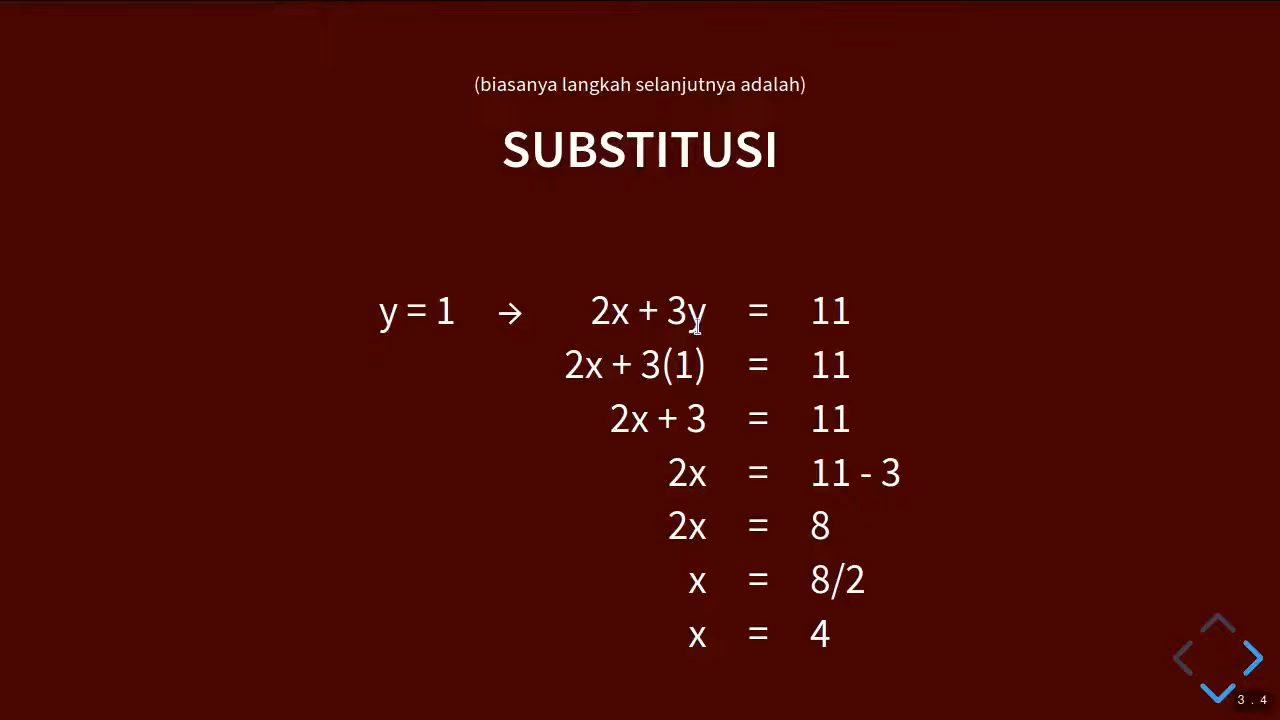 (biasanya langkah selanjutnya adalah)
SUBSTITUSI
y = 1 → 2x + 3y = 11
2x + 3(1) = 11
2x + 3 = 11
2x = 11 - 3
2x = 8
x = 8/2
x = 4
3 . 4